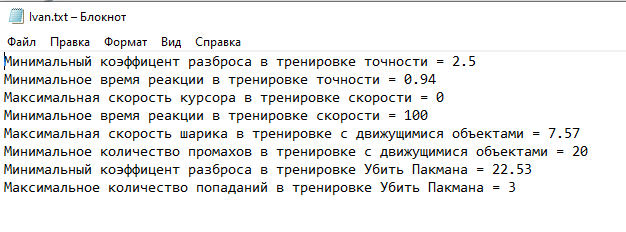 Ivan.txt – Блокнот
Файл Правка Формат Вид Справка
Минимальный коэффицент разброса в тренировке точности = 2.5
Минимальное время реакции в тренировке точности = 0.94
Максимальная скорость курсора в тренировке скорости = 0
Минимальное время реакции в тренировке скорости = 100
Максимальная скорость шарика в тренировке с движущимися объектами = 7.57
Минимальное количество промахов в тренировке с движущимися объектами = 20
Минимальный коэффицент разброса в тренировке Убить Пакмана = 22.53
Максимальное количество попаданий в тренировке Убить Пакмана = 3